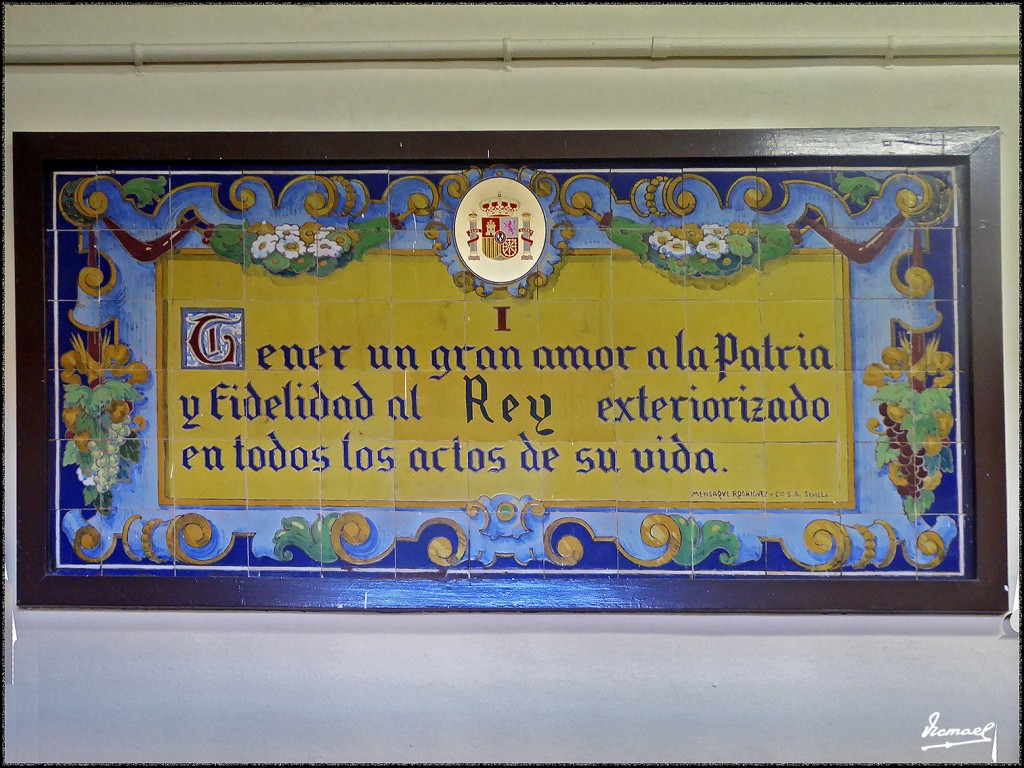 I
Tener un gran amor a la Patria
y fidelidad al Rey exteriorizado
en todos los actos de su vida.
MENSAQUE RODRIGUEZ Y CIA S.A. SEVILLA
Vicmael